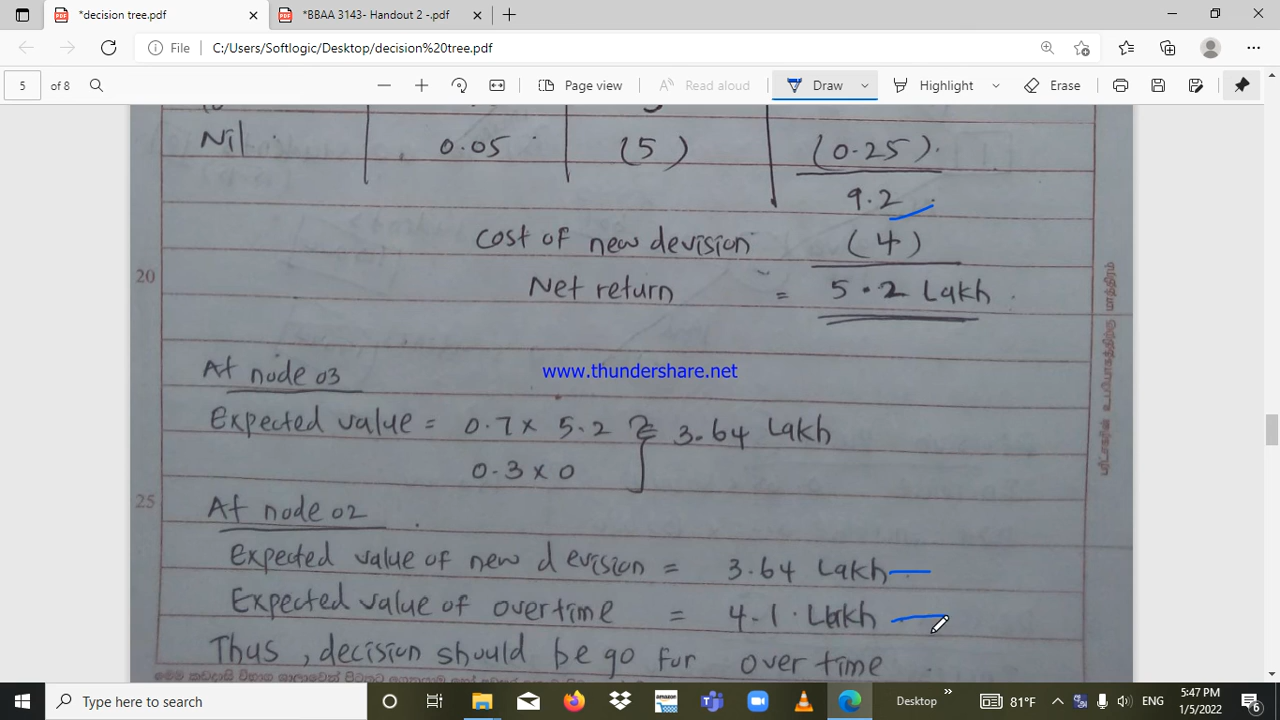 *decision tree.pdf
*BBAA 3143- Handout 2 -.pdf
File
C:/Users/Softlogic/Desktop/decision%20tree.pdf
5 of 8
Page view
Read aloud
Draw
Highlight
Erase
Nil 0.05 (5) (0.25)
9.2
Cost of new devision (4)
20
Net return = 5.2 Lakh
At node 03
www.thundershare.net
Expected value = 0.7 x 5.2 = 3.64 Lakh
0.3 x 0
25
At node 02
Expected value of new devision = 3.64 Lakh
Expected value of overtime = 4.1 Lakh
Thus, decision should be go for over time
Type here to search
amazon
Desktop
81°F
ENG
5:47 PM
1/5/2022
6